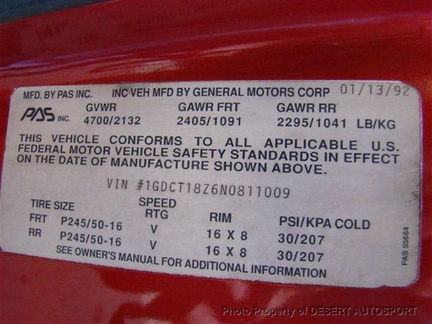 MFD. BY PAS INC. INC VEH MFD BY GENERAL MOTORS CORP 01/13/92
PAS INC. GVWR GAWR FRT GAWR RR
4700/2132 2405/1091 2295/1041 LB/KG
THIS VEHICLE CONFORMS TO ALL APPLICABLE U.S.
FEDERAL MOTOR VEHICLE SAFETY STANDARDS IN EFFECT
ON THE DATE OF MANUFACTURE SHOWN ABOVE.
VIN #1GDCT18Z6N0811009
TIRE SIZE SPEED RTG RIM PSI/KPA COLD
FRT P245/50-16 V 16 X 8 30/207
RR P245/50-16 V 16 X 8 30/207
SEE OWNER'S MANUAL FOR ADDITIONAL INFORMATION
PAS 55664
Photo Property of DESERT AUTOSPORT